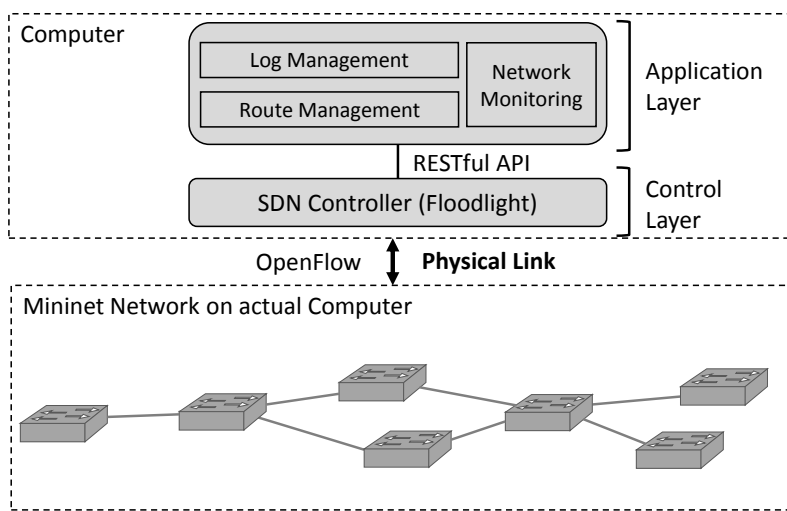 Computer
Log Management
Route Management
Network
Monitoring
Application
Layer
RESTful API
SDN Controller (Floodlight)
Control
Layer
OpenFlow
Physical Link
Mininet Network on actual Computer